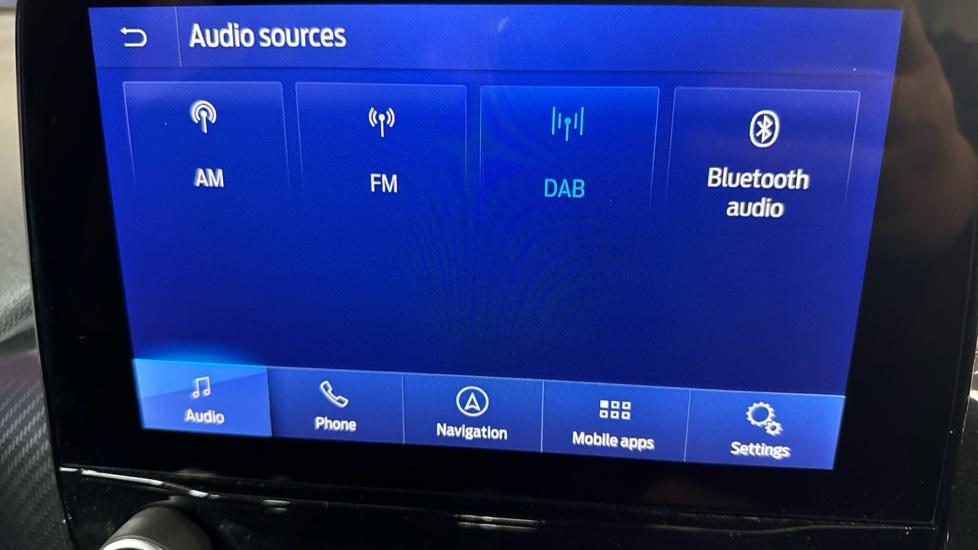 Audio sources
AM
FM
DAB
Bluetooth
audio
Audio
Phone
Navigation
Mobile apps
Settings